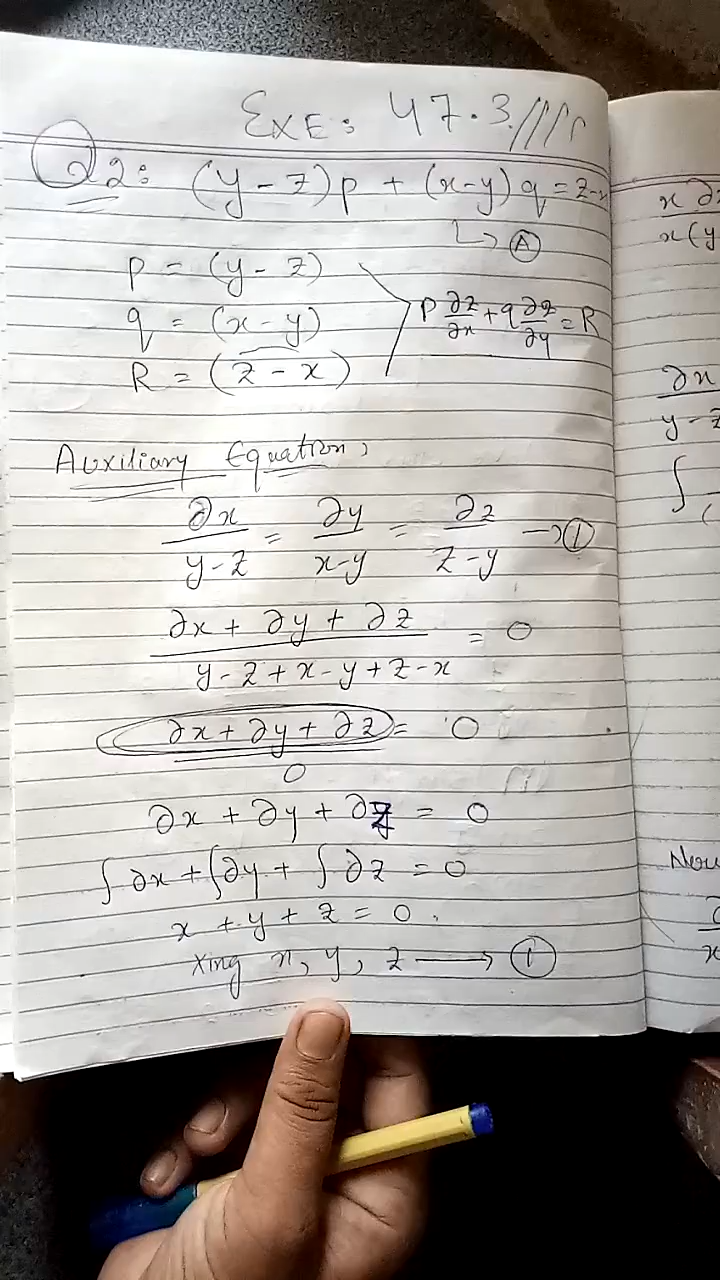 EXE: 47.3
Q2: (y-z)p + (x-y)q = z-x
↳ Ⓐ
P = (y-z)
q = (x-y)
R = (z-x)
P ∂z/∂x + q ∂z/∂y = R
Auxiliary Equation,
∂x/(y-z) = ∂y/(x-y) = ∂z/(z-y) → ①
(∂x + ∂y + ∂z)/(y-z+x-y+z-x) = 0
(∂x + ∂y + ∂z)/0 = 0
∂x + ∂y + ∂z = 0
∫∂x + ∫∂y + ∫∂z = 0
x + y + z = 0.
xing x, y, z → ①
∂x
y-z
∫